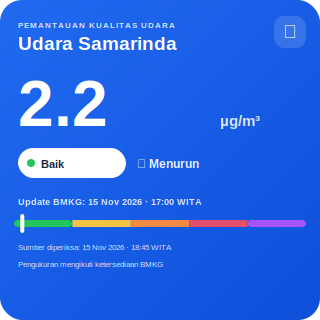 PEMANTAUAN KUALITAS UDARA
Udara Samarinda
2.2 µg/m³
Baik
Menurun
Update BMKG: 15 Nov 2026 · 17:00 WITA
Sumber diperiksa: 15 Nov 2026 · 18:45 WITA
Pengukuran mengikuti ketersediaan BMKG